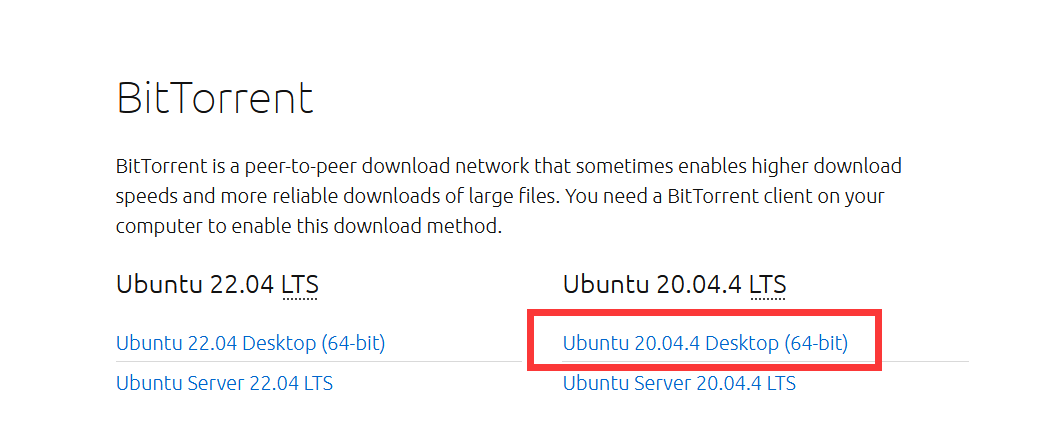 BitTorrent
BitTorrent is a peer-to-peer download network that sometimes enables higher download
speeds and more reliable downloads of large files. You need a BitTorrent client on your
computer to enable this download method.
Ubuntu 22.04 LTS
Ubuntu 22.04 Desktop (64-bit)
Ubuntu Server 22.04 LTS
Ubuntu 20.04.4 LTS
Ubuntu 20.04.4 Desktop (64-bit)
Ubuntu Server 20.04.4 LTS